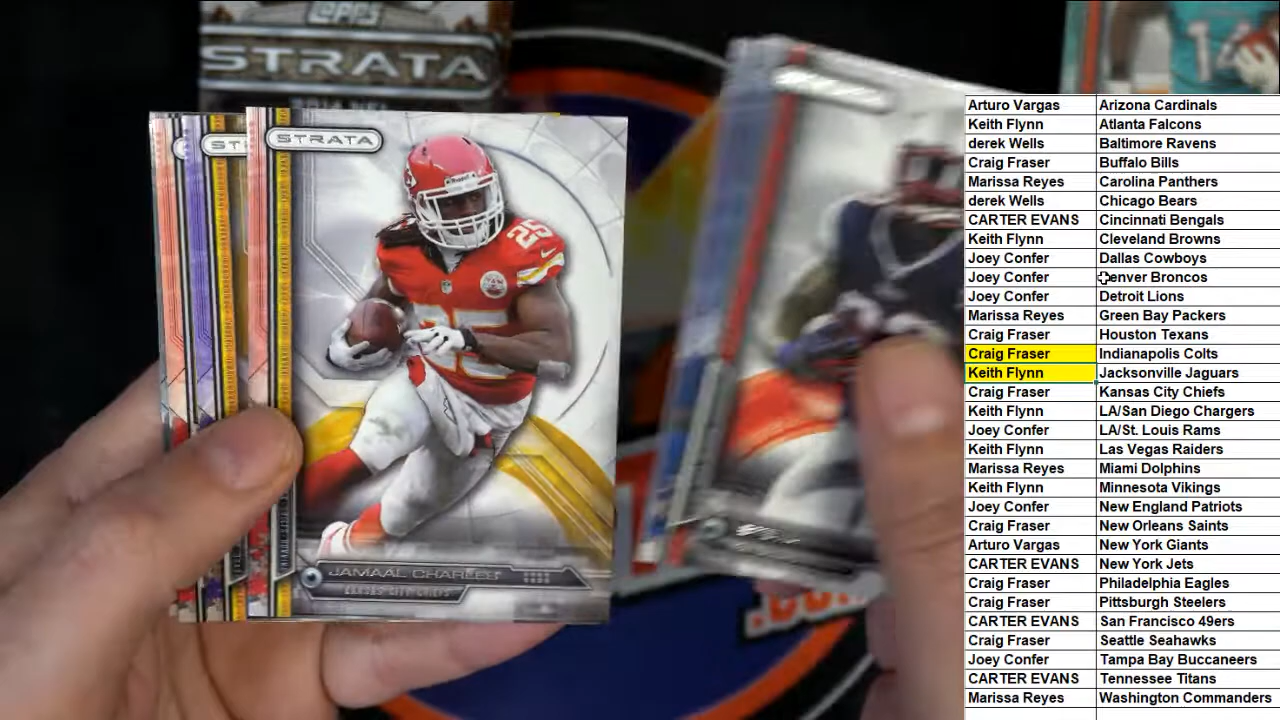 TOPPS
STRATA
STRATA
25
25
JAMAAL CHARLES
KANSAS CITY CHIEFS
ST
14
Arturo Vargas Arizona Cardinals
Keith Flynn Atlanta Falcons
derek Wells Baltimore Ravens
Craig Fraser Buffalo Bills
Marissa Reyes Carolina Panthers
derek Wells Chicago Bears
CARTER EVANS Cincinnati Bengals
Keith Flynn Cleveland Browns
Joey Confer Dallas Cowboys
Joey Confer Denver Broncos
Joey Confer Detroit Lions
Marissa Reyes Green Bay Packers
Craig Fraser Houston Texans
Craig Fraser Indianapolis Colts
Keith Flynn Jacksonville Jaguars
Craig Fraser Kansas City Chiefs
Keith Flynn LA/San Diego Chargers
Joey Confer LA/St. Louis Rams
Keith Flynn Las Vegas Raiders
Marissa Reyes Miami Dolphins
Keith Flynn Minnesota Vikings
Joey Confer New England Patriots
Craig Fraser New Orleans Saints
Arturo Vargas New York Giants
CARTER EVANS New York Jets
Craig Fraser Philadelphia Eagles
Craig Fraser Pittsburgh Steelers
CARTER EVANS San Francisco 49ers
Craig Fraser Seattle Seahawks
Joey Confer Tampa Bay Buccaneers
CARTER EVANS Tennessee Titans
Marissa Reyes Washington Commanders